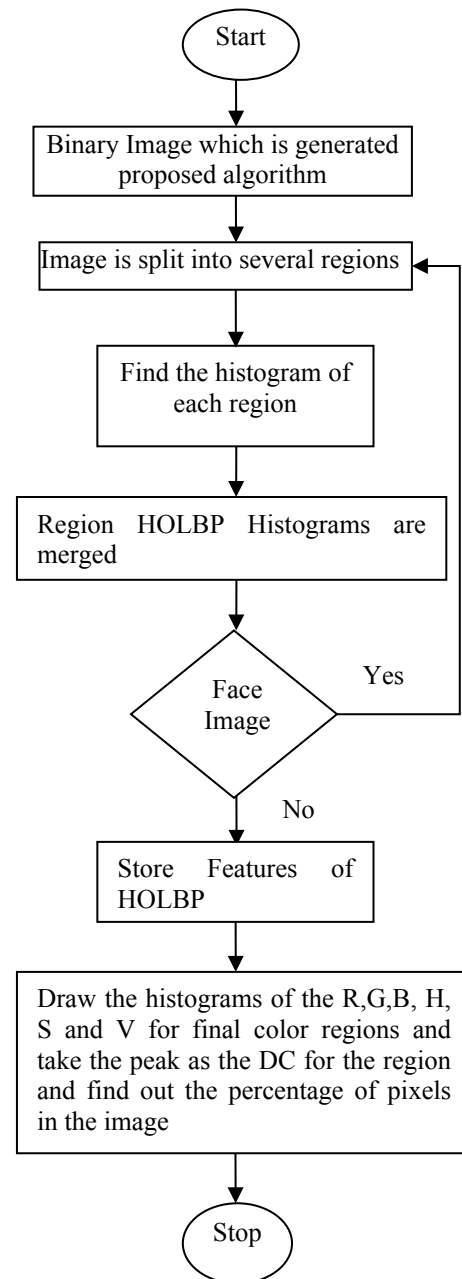 Start
Binary Image which is generated
proposed algorithm
Image is split into several regions
Find the histogram of
each region
Region HOLBP Histograms are
merged
Face
Image
Yes
No
Store Features of
HOLBP
Draw the histograms of the R,G,B, H,
S and V for final color regions and
take the peak as the DC for the region
and find out the percentage of pixels
in the image
Stop